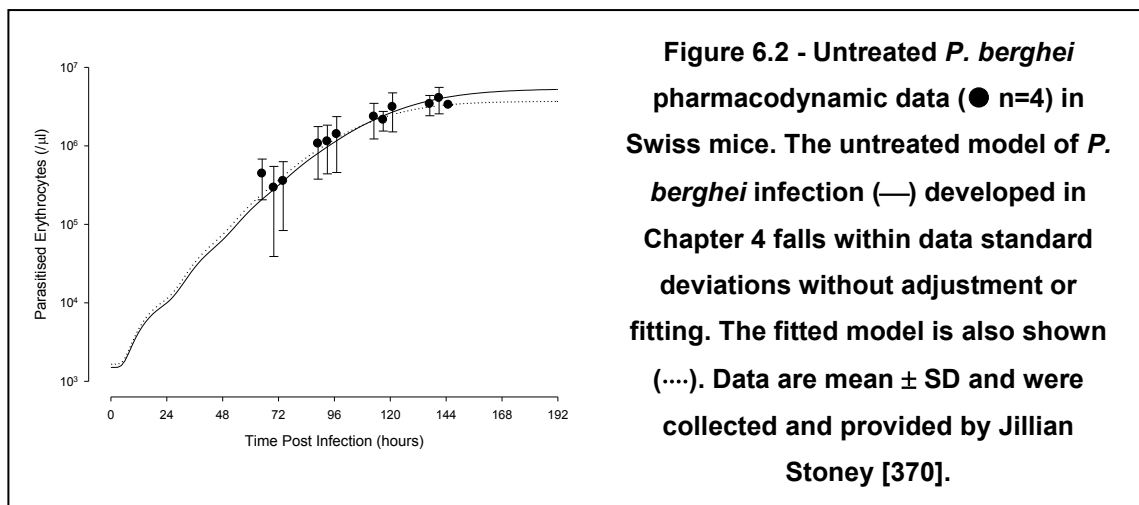 10⁷
10⁶
10⁵
10⁴
10³
Parasitised Erythrocytes (/µl)
0 24 48 72 96 120 144 168 192
Time Post Infection (hours)
Figure 6.2 - Untreated P. berghei
pharmacodynamic data (● n=4) in
Swiss mice. The untreated model of P.
berghei infection (—) developed in
Chapter 4 falls within data standard
deviations without adjustment or
fitting. The fitted model is also shown
(·····). Data are mean ± SD and were
collected and provided by Jillian
Stoney [370].